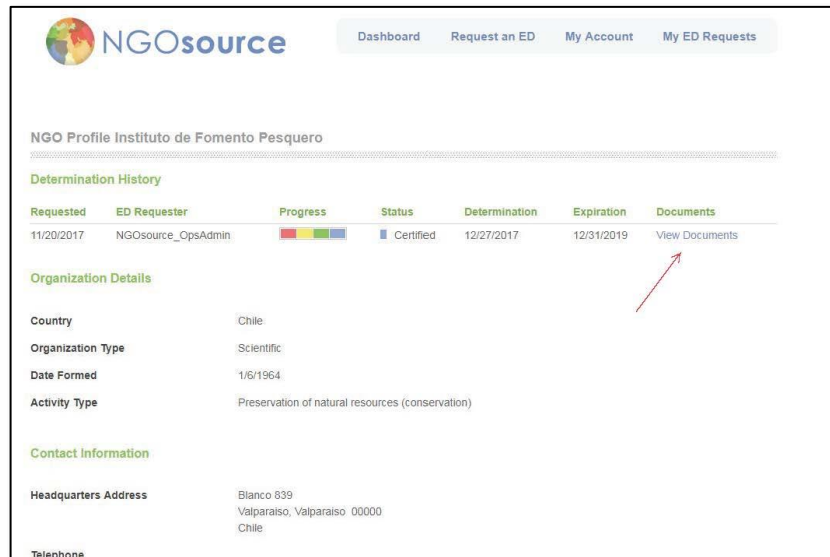 NGOsource
Dashboard Request an ED My Account My ED Requests
NGO Profile Instituto de Fomento Pesquero
Determination History
Requested ED Requester Progress Status Determination Expiration Documents
11/20/2017 NGOsource_OpsAdmin Certified 12/27/2017 12/31/2019 View Documents
Organization Details
Country Chile
Organization Type Scientific
Date Formed 1/6/1964
Activity Type Preservation of natural resources (conservation)
Contact Information
Headquarters Address Blanco 839
Valparaiso, Valparaiso 00000
Chile
Telephone